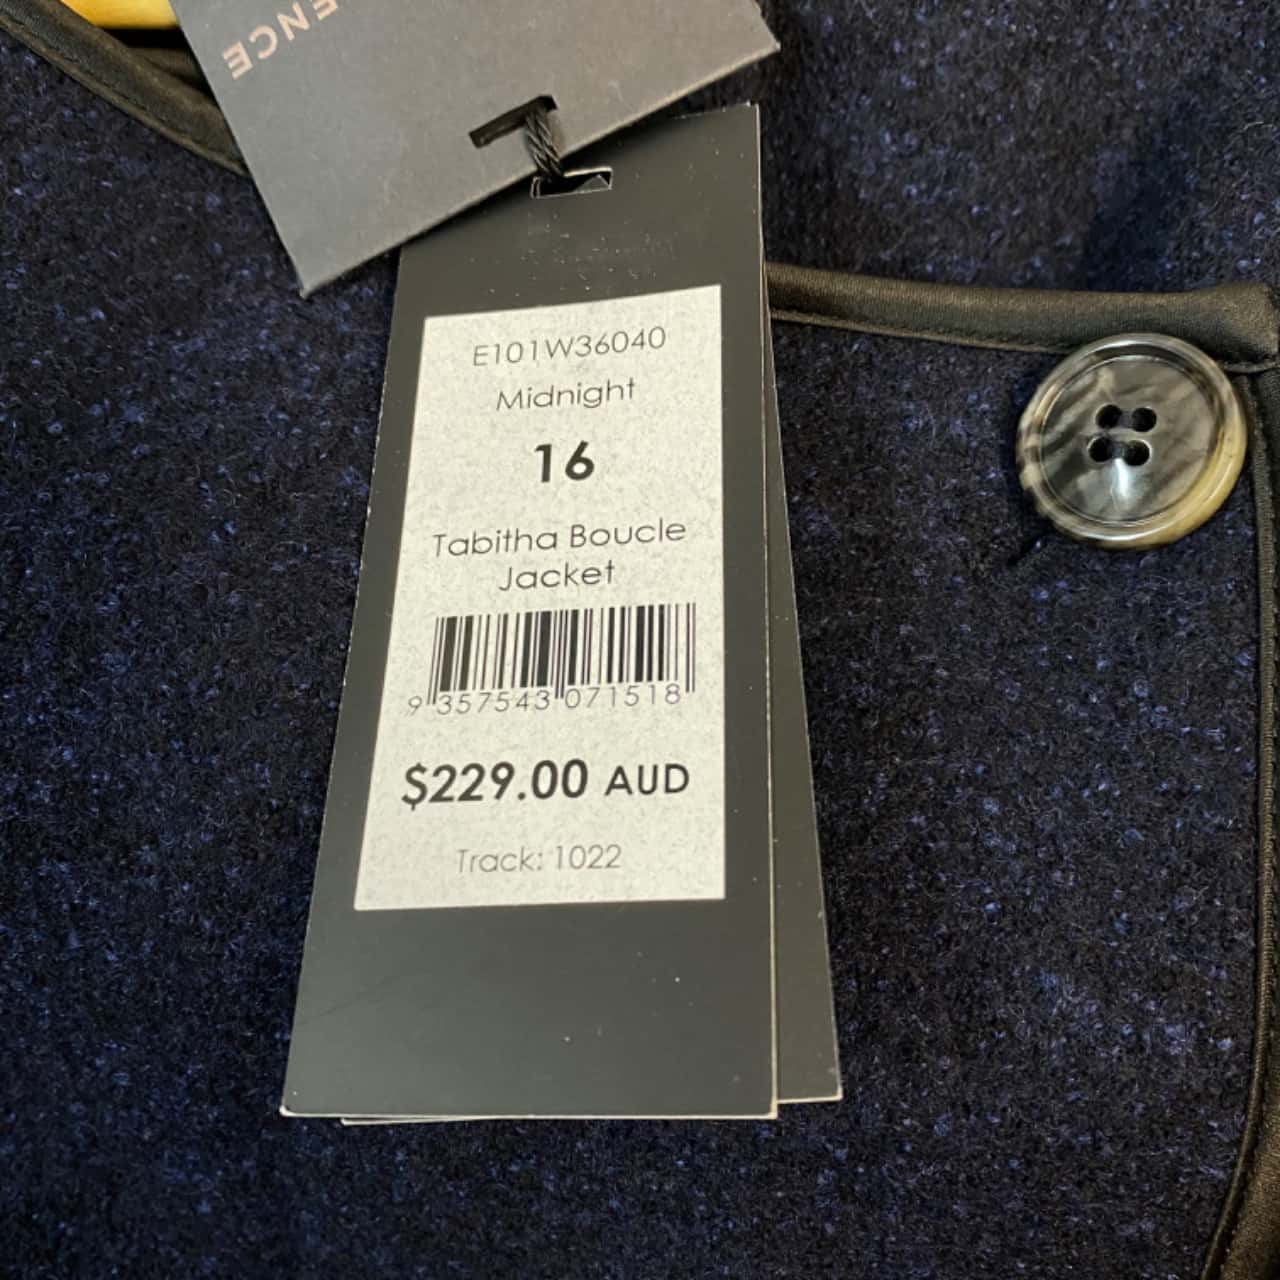 ENCE
E101W36040
Midnight
16
Tabitha Boucle
Jacket
9 357543 071518
$229.00 AUD
Track: 1022